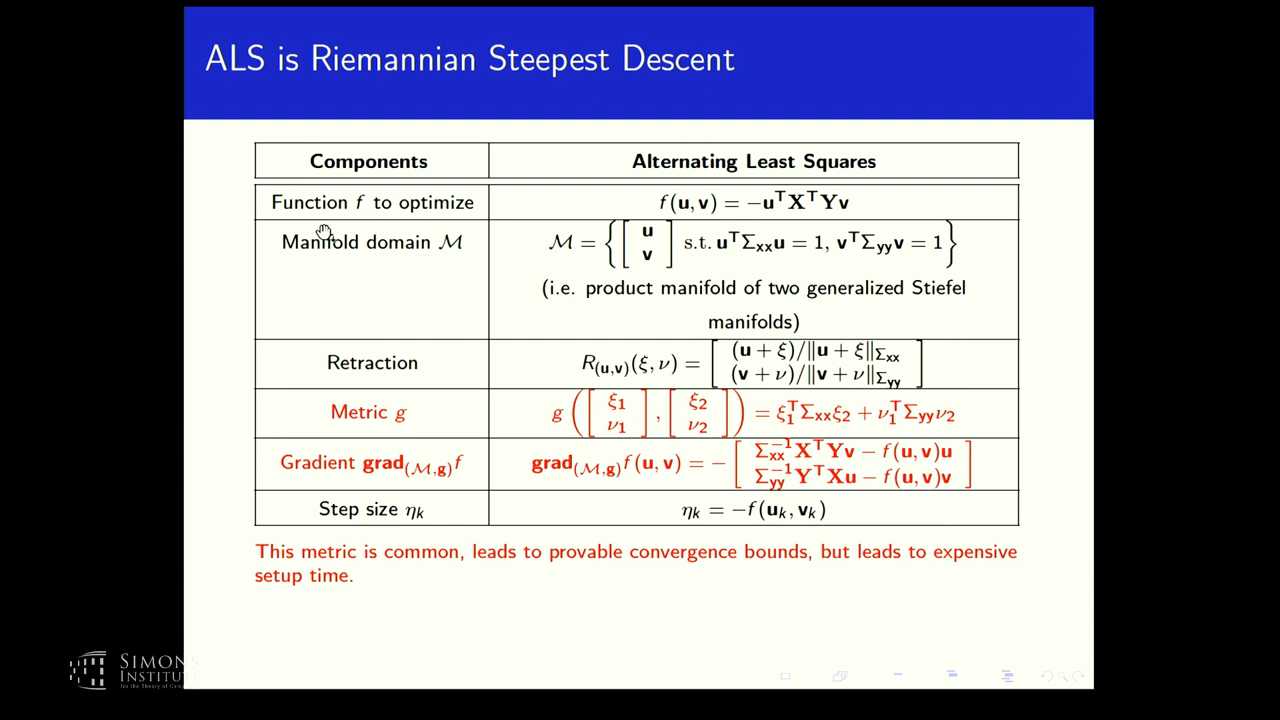 ALS is Riemannian Steepest Descent
Components Alternating Least Squares
Function f to optimize f(u, v) = −uᵀXᵀYv
Manifold domain ℳ ℳ = { [ u v ] s.t. uᵀΣxxu = 1, vᵀΣyyv = 1 }
(i.e. product manifold of two generalized Stiefel
manifolds)
Retraction R(u,v)(ξ, ν) = [ (u + ξ)/‖u + ξ‖Σxx (v + ν)/‖v + ν‖Σyy ]
Metric g g ( [ ξ₁ ν₁ ] , [ ξ₂ ν₂ ] ) = ξ₁ᵀΣxxξ₂ + ν₁ᵀΣyyν₂
Gradient grad(ℳ,g)f grad(ℳ,g)f(u, v) = − [ Σxx⁻¹XᵀYv − f(u, v)u Σyy⁻¹YᵀXu − f(u, v)v ]
Step size ηk ηk = −f(uk, vk)
This metric is common, leads to provable convergence bounds, but leads to expensive
setup time.
SIMONS
INSTITUTE